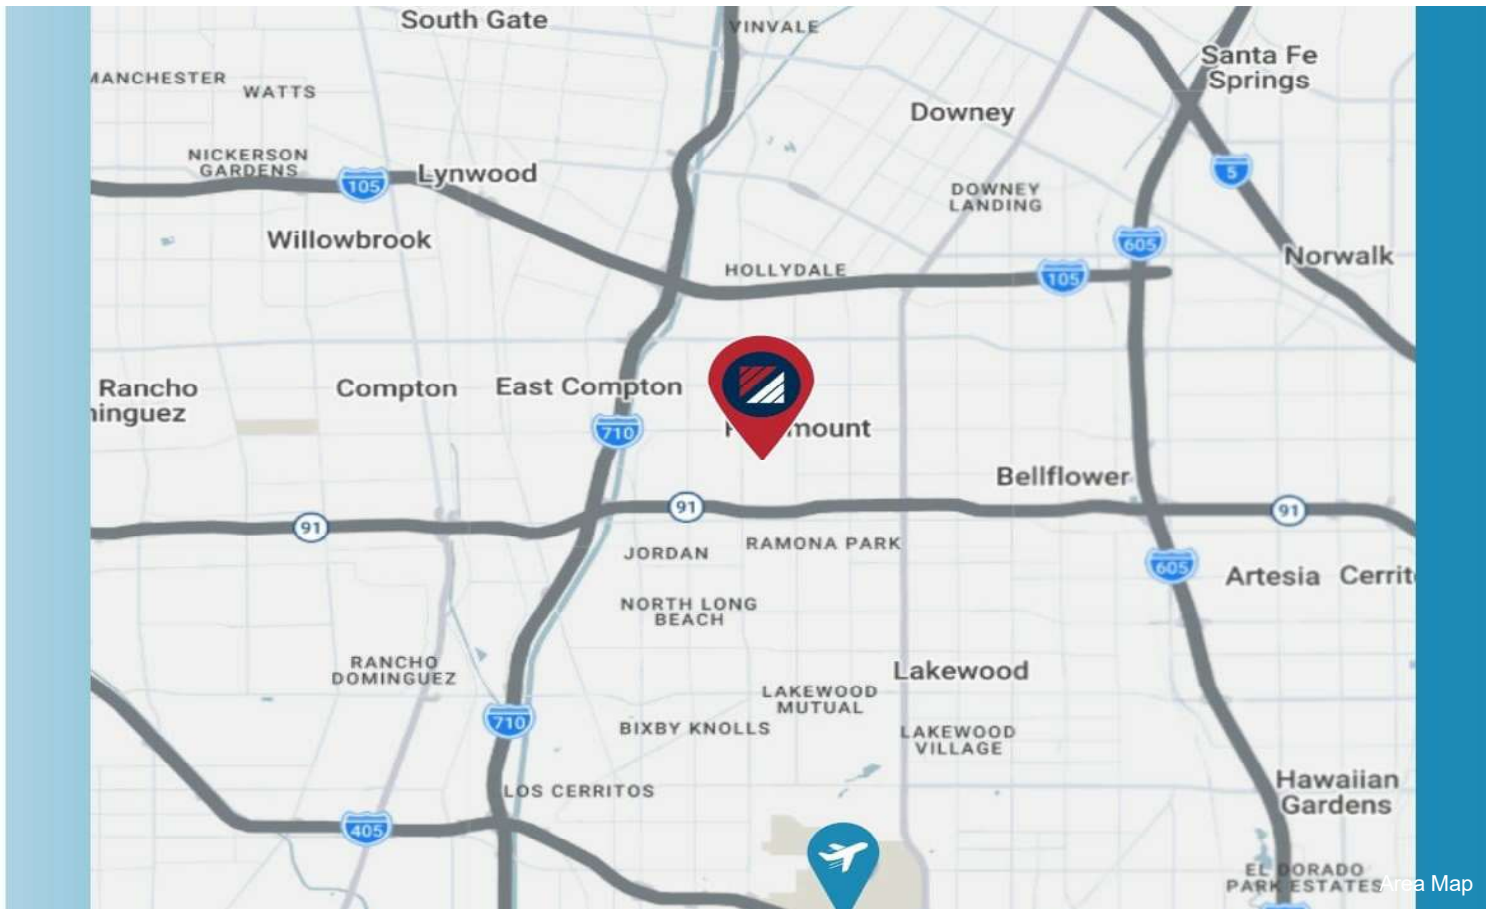 South Gate
VINVALE
Santa Fe
Springs
MANCHESTER
WATTS
Downey
NICKERSON
GARDENS
105
Lynwood
5
DOWNEY
LANDING
Willowbrook
605
Norwalk
HOLLYDALE
105
Rancho
Compton
East Compton
inguez
710
mount
Bellflower
91
91
91
JORDAN
RAMONA PARK
605
Artesia
Cerrit
NORTH LONG
BEACH
RANCHO
DOMINGUEZ
Lakewood
LAKEWOOD
MUTUAL
710
BIXBY KNOLLS
LAKEWOOD
VILLAGE
LOS CERRITOS
Hawaiian
Gardens
405
EL DORADO
PARK ESTATES
Area Map